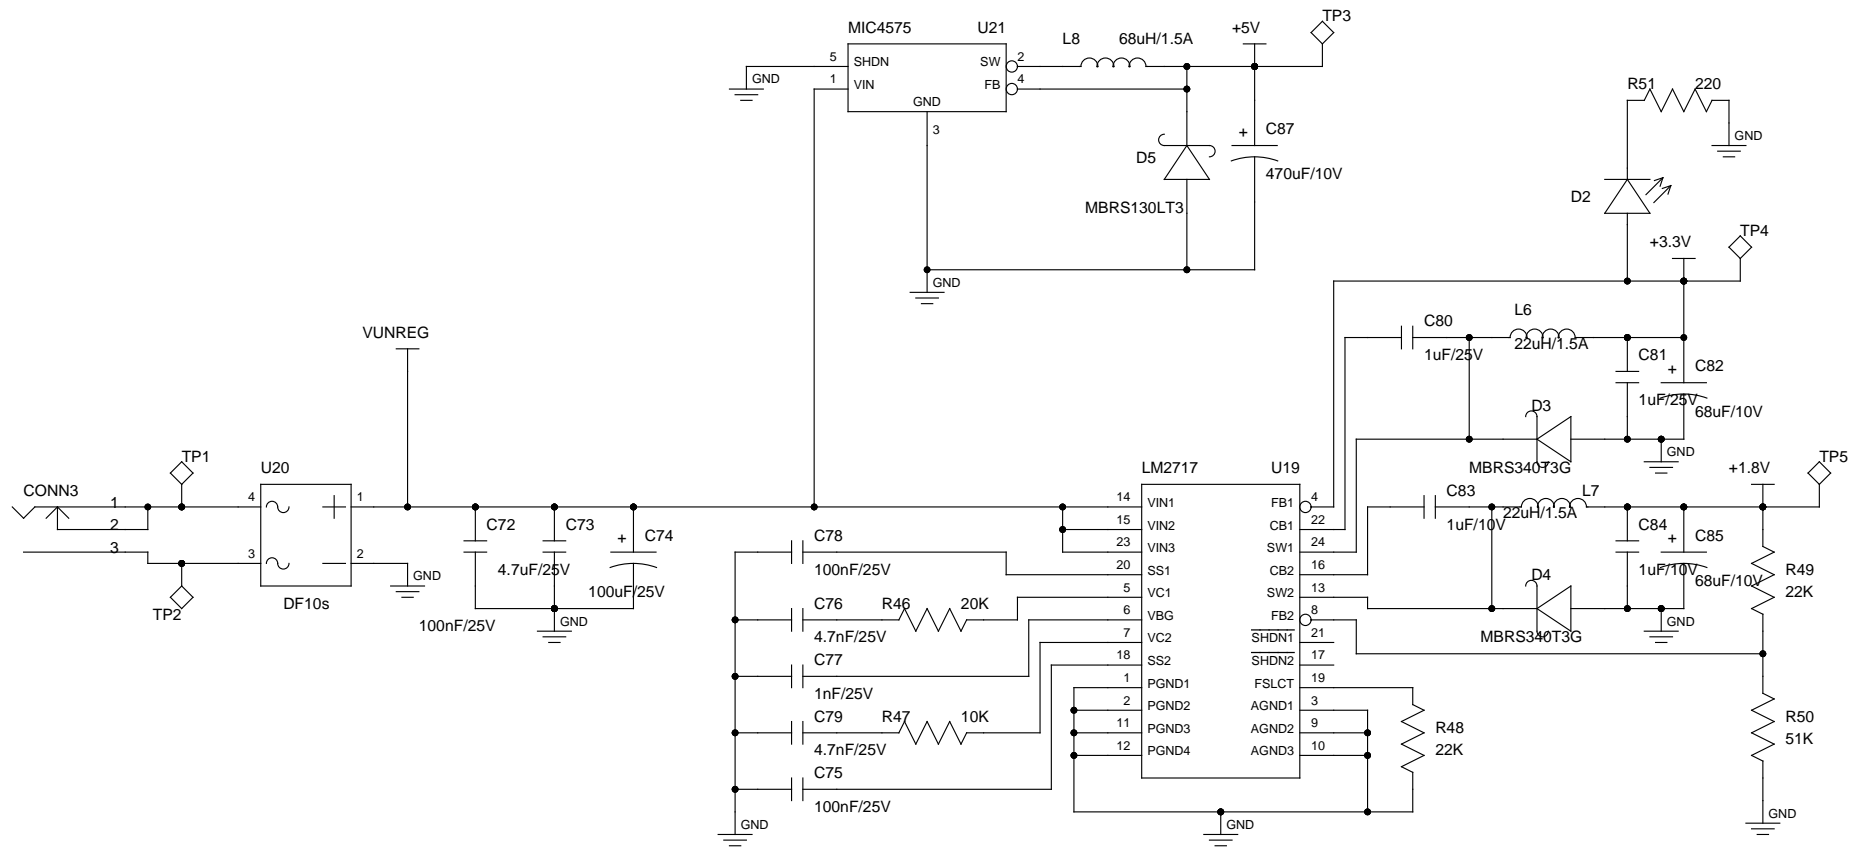 MIC4575
U21
5
SHDN
1
VIN
GND
3
SW
2
FB
4
L8
68uH/1.5A
+5V
TP3
GND
D5
MBRS130LT3
+
C87
470uF/10V
GND
R51
220
GND
D2
+3.3V
TP4
VUNREG
C80
1uF/25V
L6
22uH/1.5A
C81
1uF/25V
+
C82
68uF/10V
D3
MBRS340T3G
GND
CONN3
1
2
3
TP1
TP2
U20
4
3
1
2
DF10s
GND
C72
100nF/25V
C73
4.7uF/25V
+
C74
100uF/25V
GND
C78
100nF/25V
C76
4.7nF/25V
R46
20K
C77
1nF/25V
C79
4.7nF/25V
R47
10K
C75
100nF/25V
GND
LM2717
U19
14
VIN1
FB1
4
15
VIN2
CB1
22
23
VIN3
SW1
24
20
SS1
CB2
16
5
VC1
SW2
13
6
VBG
FB2
8
7
VC2
SHDN1
21
18
SS2
SHDN2
17
1
PGND1
FSLCT
19
2
PGND2
AGND1
3
11
PGND3
AGND2
9
12
PGND4
AGND3
10
GND
R48
22K
C83
1uF/10V
L7
22uH/1.5A
+1.8V
TP5
C84
1uF/10V
+
C85
68uF/10V
D4
MBRS340T3G
GND
R49
22K
R50
51K
GND